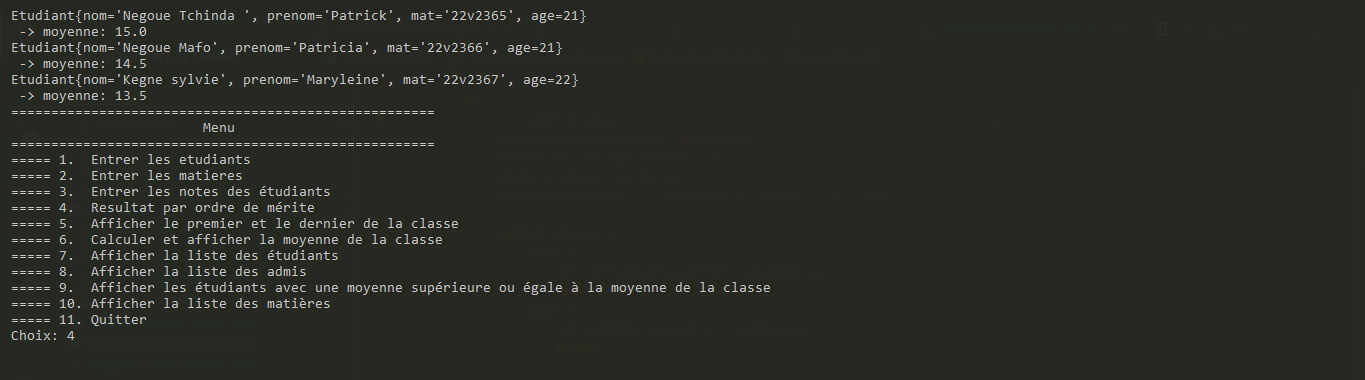 Etudiant{nom='Negoue Tchinda ', prenom='Patrick', mat='22v2365', age=21}
 -> moyenne: 15.0
Etudiant{nom='Negoue Mafo', prenom='Patricia', mat='22v2366', age=21}
 -> moyenne: 14.5
Etudiant{nom='Kegne sylvie', prenom='Maryleine', mat='22v2367', age=22}
 -> moyenne: 13.5
=====================================================
                        Menu
=====================================================
===== 1.  Entrer les etudiants
===== 2.  Entrer les matieres
===== 3.  Entrer les notes des étudiants
===== 4.  Resultat par ordre de mérite
===== 5.  Afficher le premier et le dernier de la classe
===== 6.  Calculer et afficher la moyenne de la classe
===== 7.  Afficher la liste des étudiants
===== 8.  Afficher la liste des admis
===== 9.  Afficher les étudiants avec une moyenne supérieure ou égale à la moyenne de la classe
===== 10. Afficher la liste des matières
===== 11. Quitter
Choix: 4